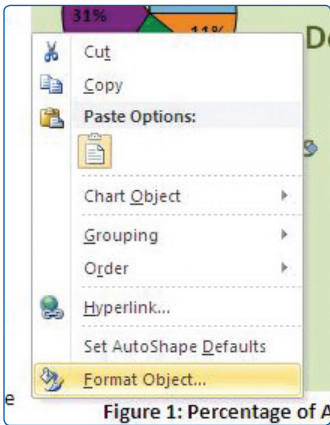 31%
11%
D
Cut
Copy
Paste Options:
Chart Object
Grouping
Order
Hyperlink...
Set AutoShape Defaults
Format Object...
e
Figure 1: Percentage of A